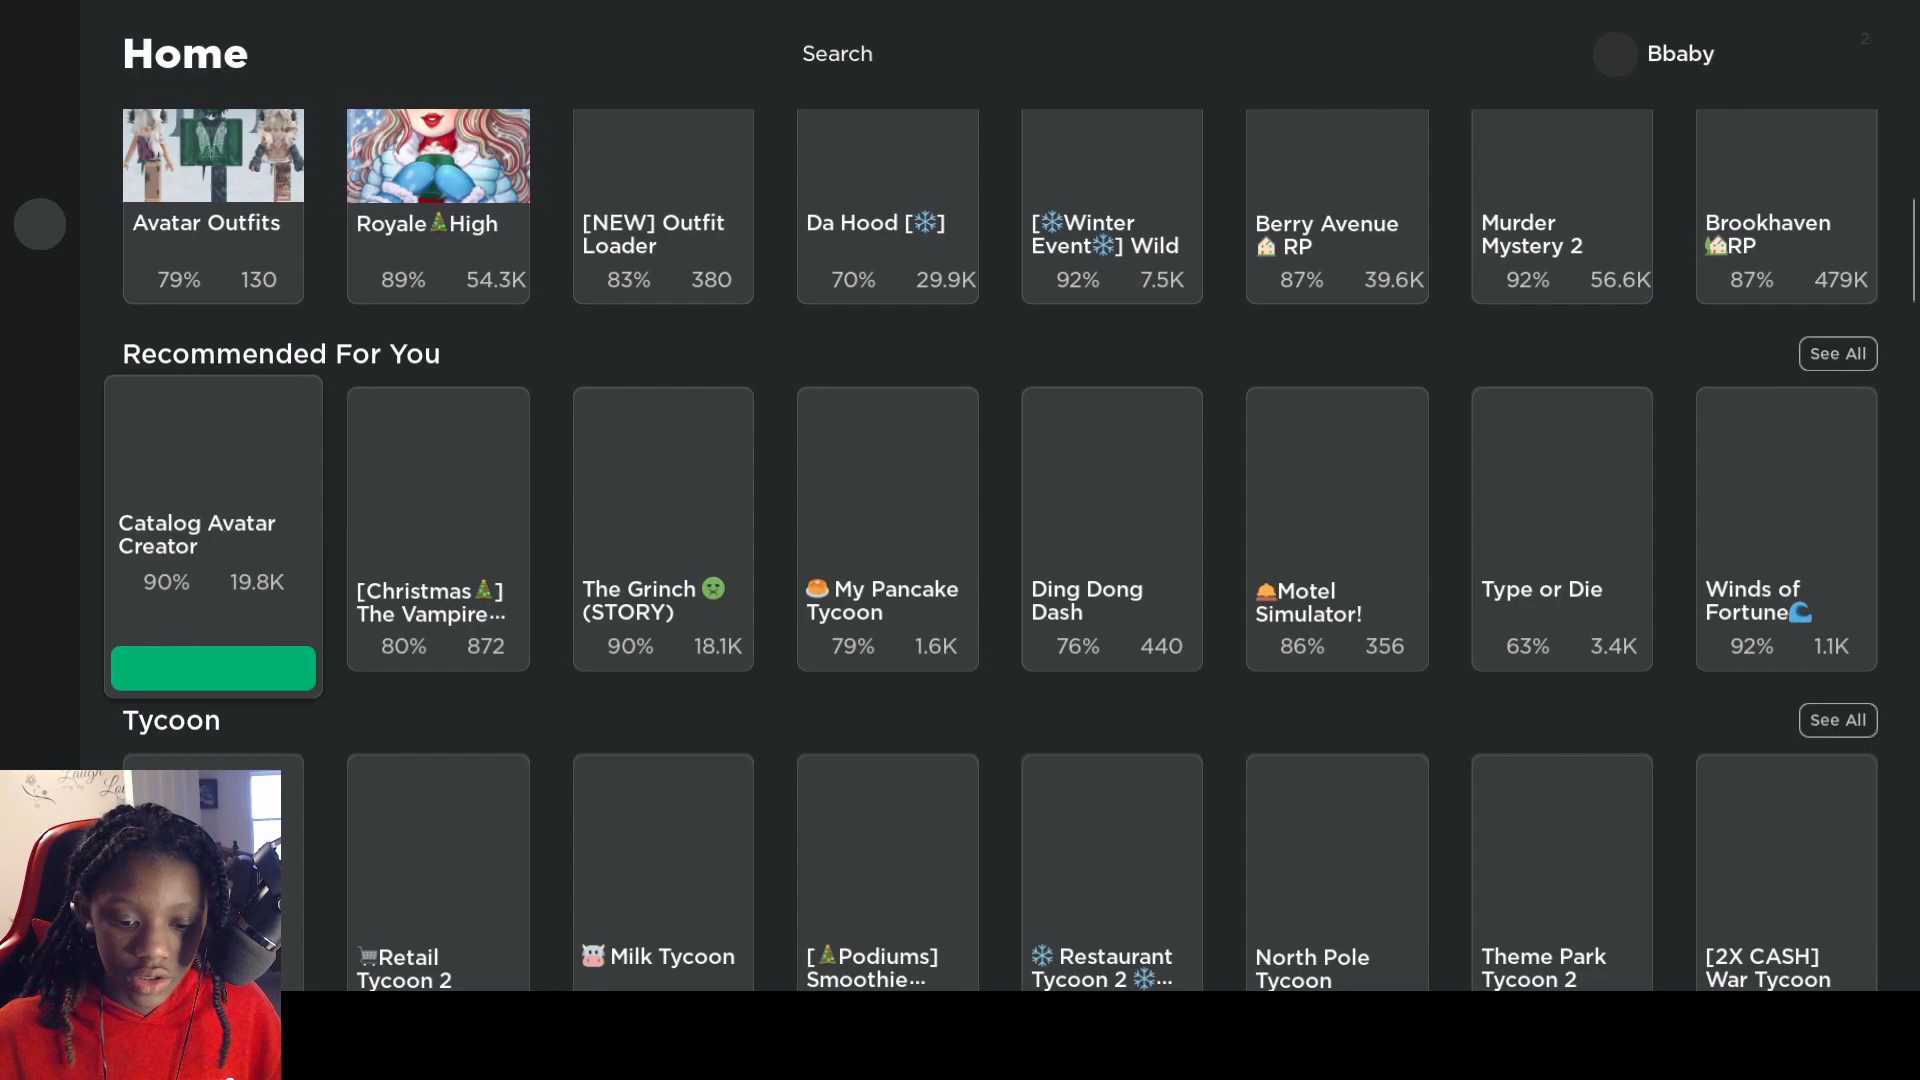 Home
Search
Bbaby
2
Avatar Outfits
79% 130
Royale🎄High
89% 54.3K
[NEW] Outfit
Loader
83% 380
Da Hood [❄️]
70% 29.9K
[❄️Winter
Event❄️] Wild
92% 7.5K
Berry Avenue
🏠 RP
87% 39.6K
Murder
Mystery 2
92% 56.6K
Brookhaven
🏡RP
87% 479K
Recommended For You
See All
Catalog Avatar
Creator
90% 19.8K
[Christmas🎄]
The Vampire...
80% 872
The Grinch 🤢
(STORY)
90% 18.1K
🥞 My Pancake
Tycoon
79% 1.6K
Ding Dong
Dash
76% 440
🛎️Motel
Simulator!
86% 356
Type or Die
63% 3.4K
Winds of
Fortune🌊
92% 1.1K
Tycoon
See All
🛒Retail
Tycoon 2
🐮 Milk Tycoon
[🎄Podiums]
Smoothie...
❄️ Restaurant
Tycoon 2 ❄️...
North Pole
Tycoon
Theme Park
Tycoon 2
[2X CASH]
War Tycoon
Laugh